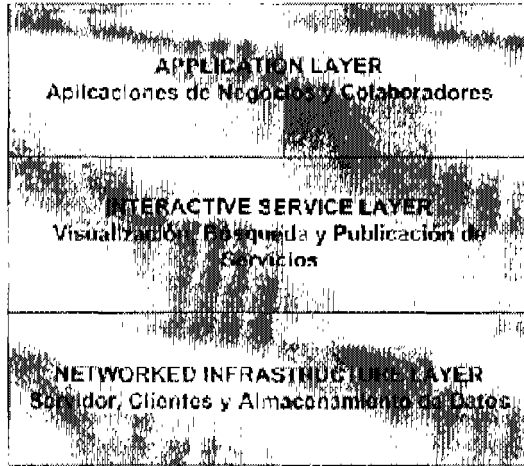 APPLICATION LAYER
Aplicaciones de Negocios y Colaboradores
INTERACTIVE SERVICE LAYER
Visualización, Búsqueda y Publicación de
Servicios
NETWORKED INFRASTRUCTURE LAYER
Servidor, Clientes y Almacenamiento de Datos